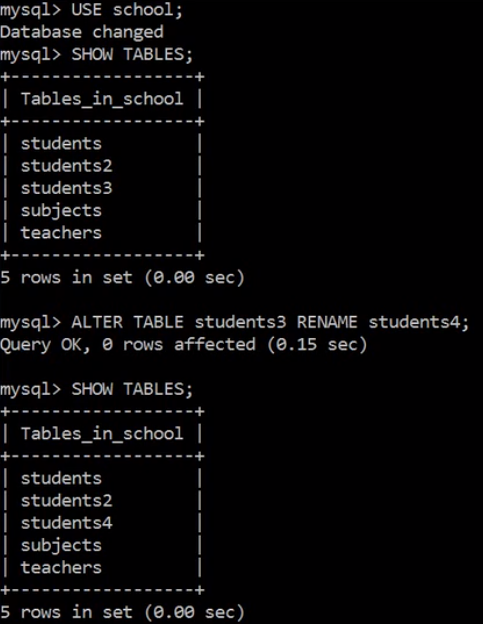 mysql> USE school;
Database changed
mysql> SHOW TABLES;
+------------------+
| Tables_in_school |
+------------------+
| students         |
| students2        |
| students3        |
| subjects         |
| teachers         |
+------------------+
5 rows in set (0.00 sec)

mysql> ALTER TABLE students3 RENAME students4;
Query OK, 0 rows affected (0.15 sec)

mysql> SHOW TABLES;
+------------------+
| Tables_in_school |
+------------------+
| students         |
| students2        |
| students4        |
| subjects         |
| teachers         |
+------------------+
5 rows in set (0.00 sec)